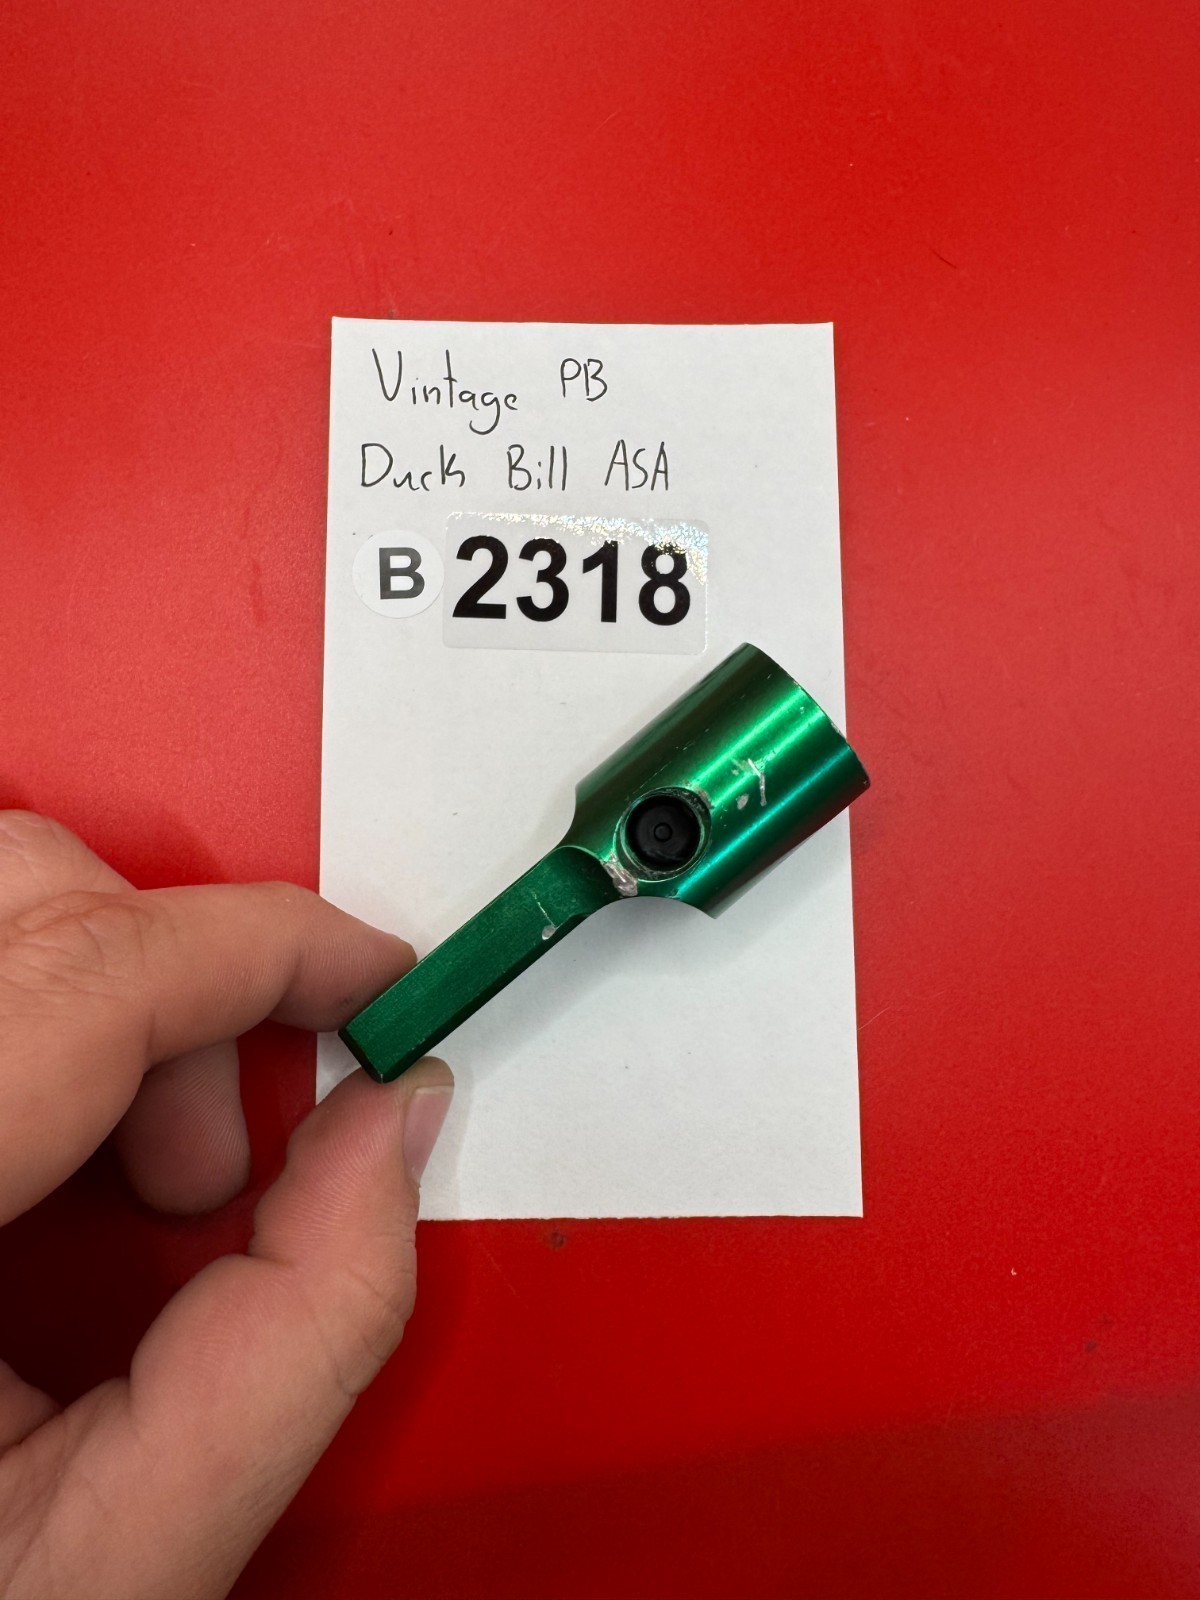 Vintage PB
Duck Bill ASA
B 2318